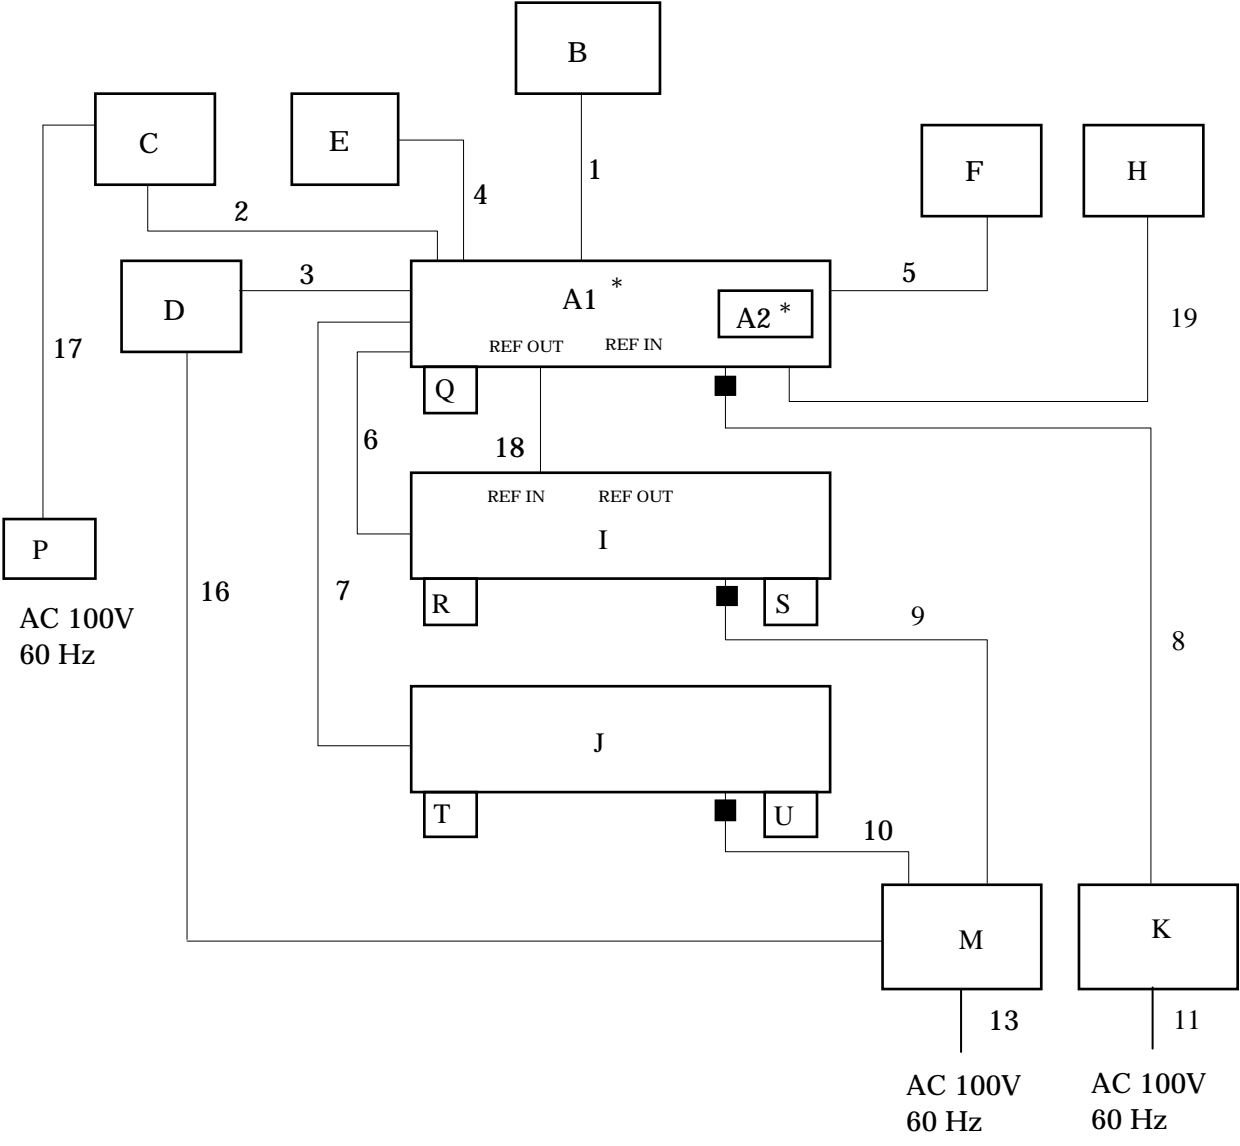 B
C
E
F
H
1
4
2
3
5
D
A1 *
A2 *
19
17
REF OUT
REF IN
Q
6
18
REF IN
REF OUT
P
I
16
7
R
S
9
AC 100V
60 Hz
8
J
T
U
10
M
K
13
11
AC 100V
60 Hz
AC 100V
60 Hz